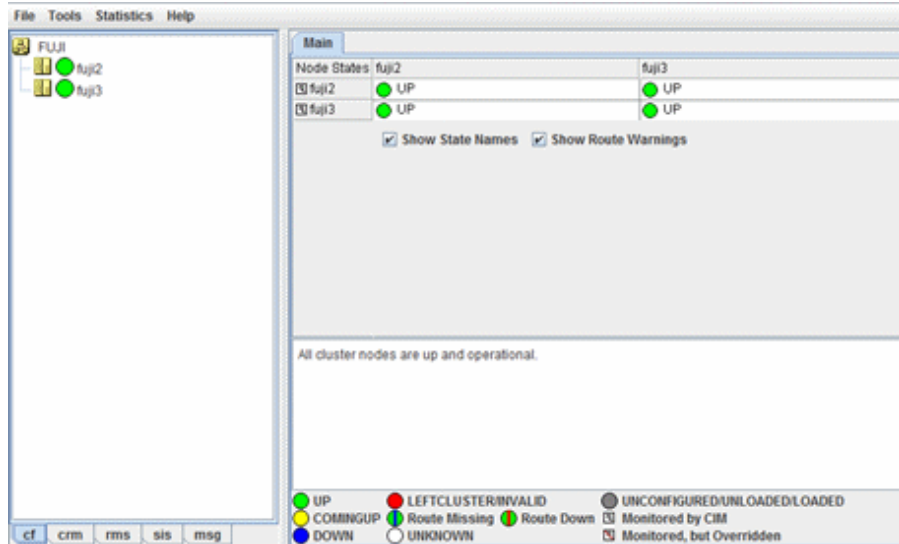 File Tools Statistics Help
FUJI
fuji2
fuji3
Main
Node States fuji2 fuji3
fuji2 UP UP
fuji3 UP UP
Show State Names Show Route Warnings
All cluster nodes are up and operational.
UP LEFTCLUSTER/INVALID UNCONFIGURED/UNLOADED/LOADED
COMINGUP Route Missing Route Down Monitored by CIM
DOWN UNKNOWN Monitored, but Overridden
cf crm rms sis msg